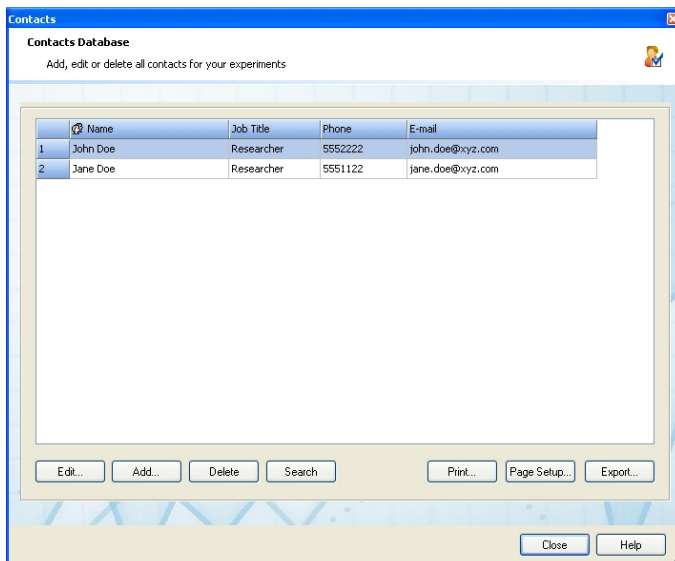 Contacts
Contacts Database
Add, edit or delete all contacts for your experiments
Name Job Title Phone E-mail
1 John Doe Researcher 5552222 john.doe@xyz.com
2 Jane Doe Researcher 5551122 jane.doe@xyz.com
Edit... Add... Delete Search Print... Page Setup... Export...
Close Help